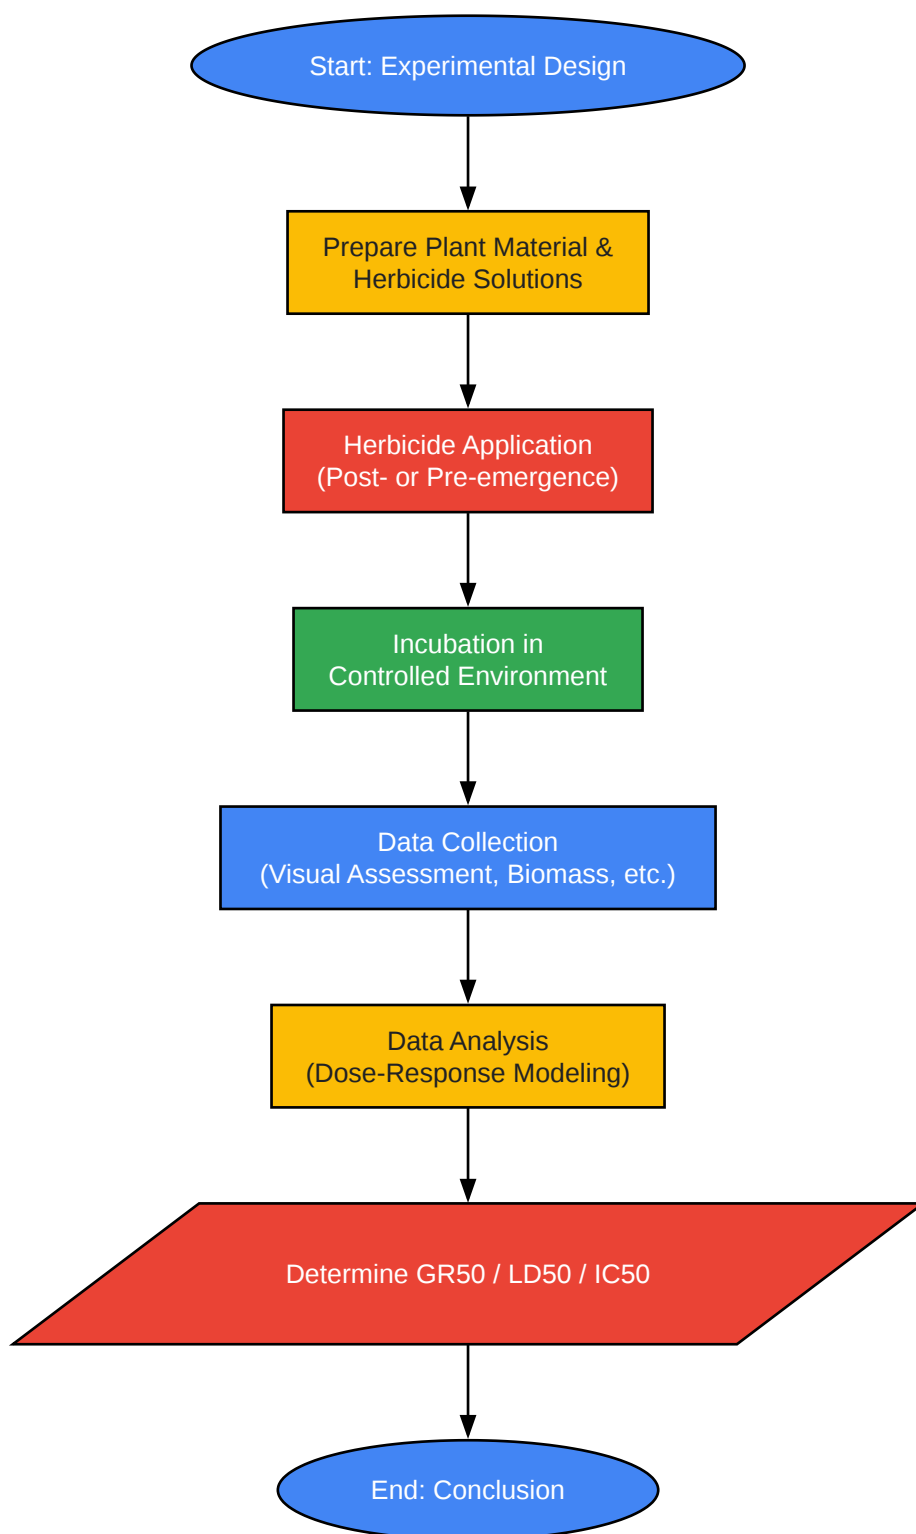 Start: Experimental Design
Prepare Plant Material &
Herbicide Solutions
Herbicide Application
(Post- or Pre-emergence)
Incubation in
Controlled Environment
Data Collection
(Visual Assessment, Biomass, etc.)
Data Analysis
(Dose-Response Modeling)
Determine GR50 / LD50 / IC50
End: Conclusion